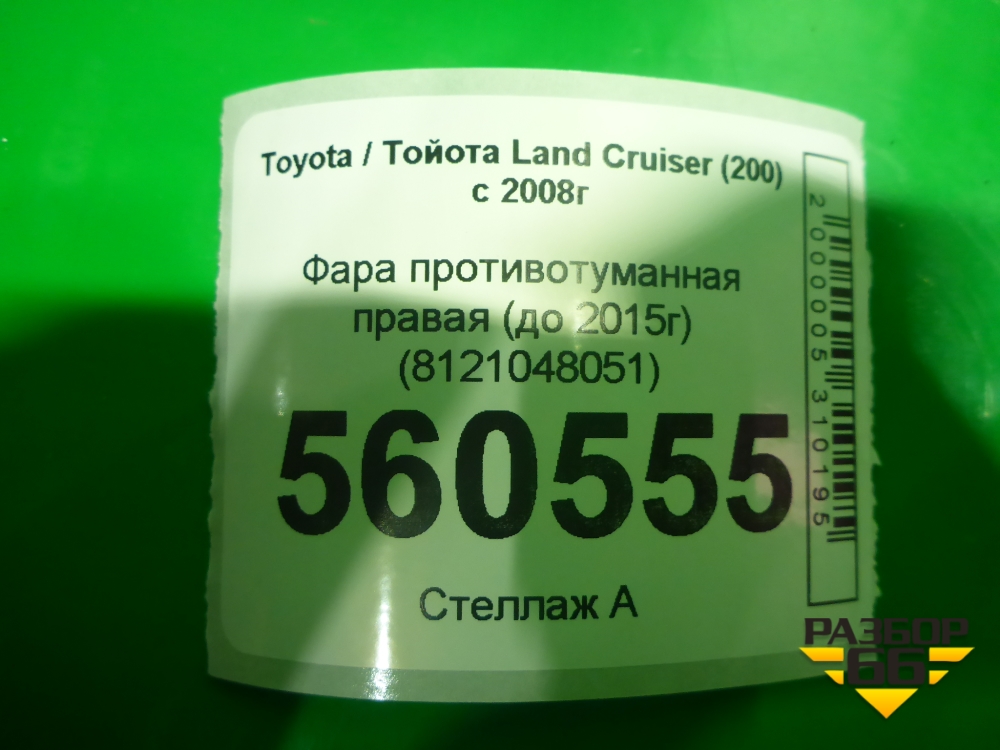 Toyota / Тойота Land Cruiser (200)
с 2008г
Фара противотуманная
правая (до 2015г)
(8121048051)
560555
Стеллаж А
2000005310195
РАЗБОР
66